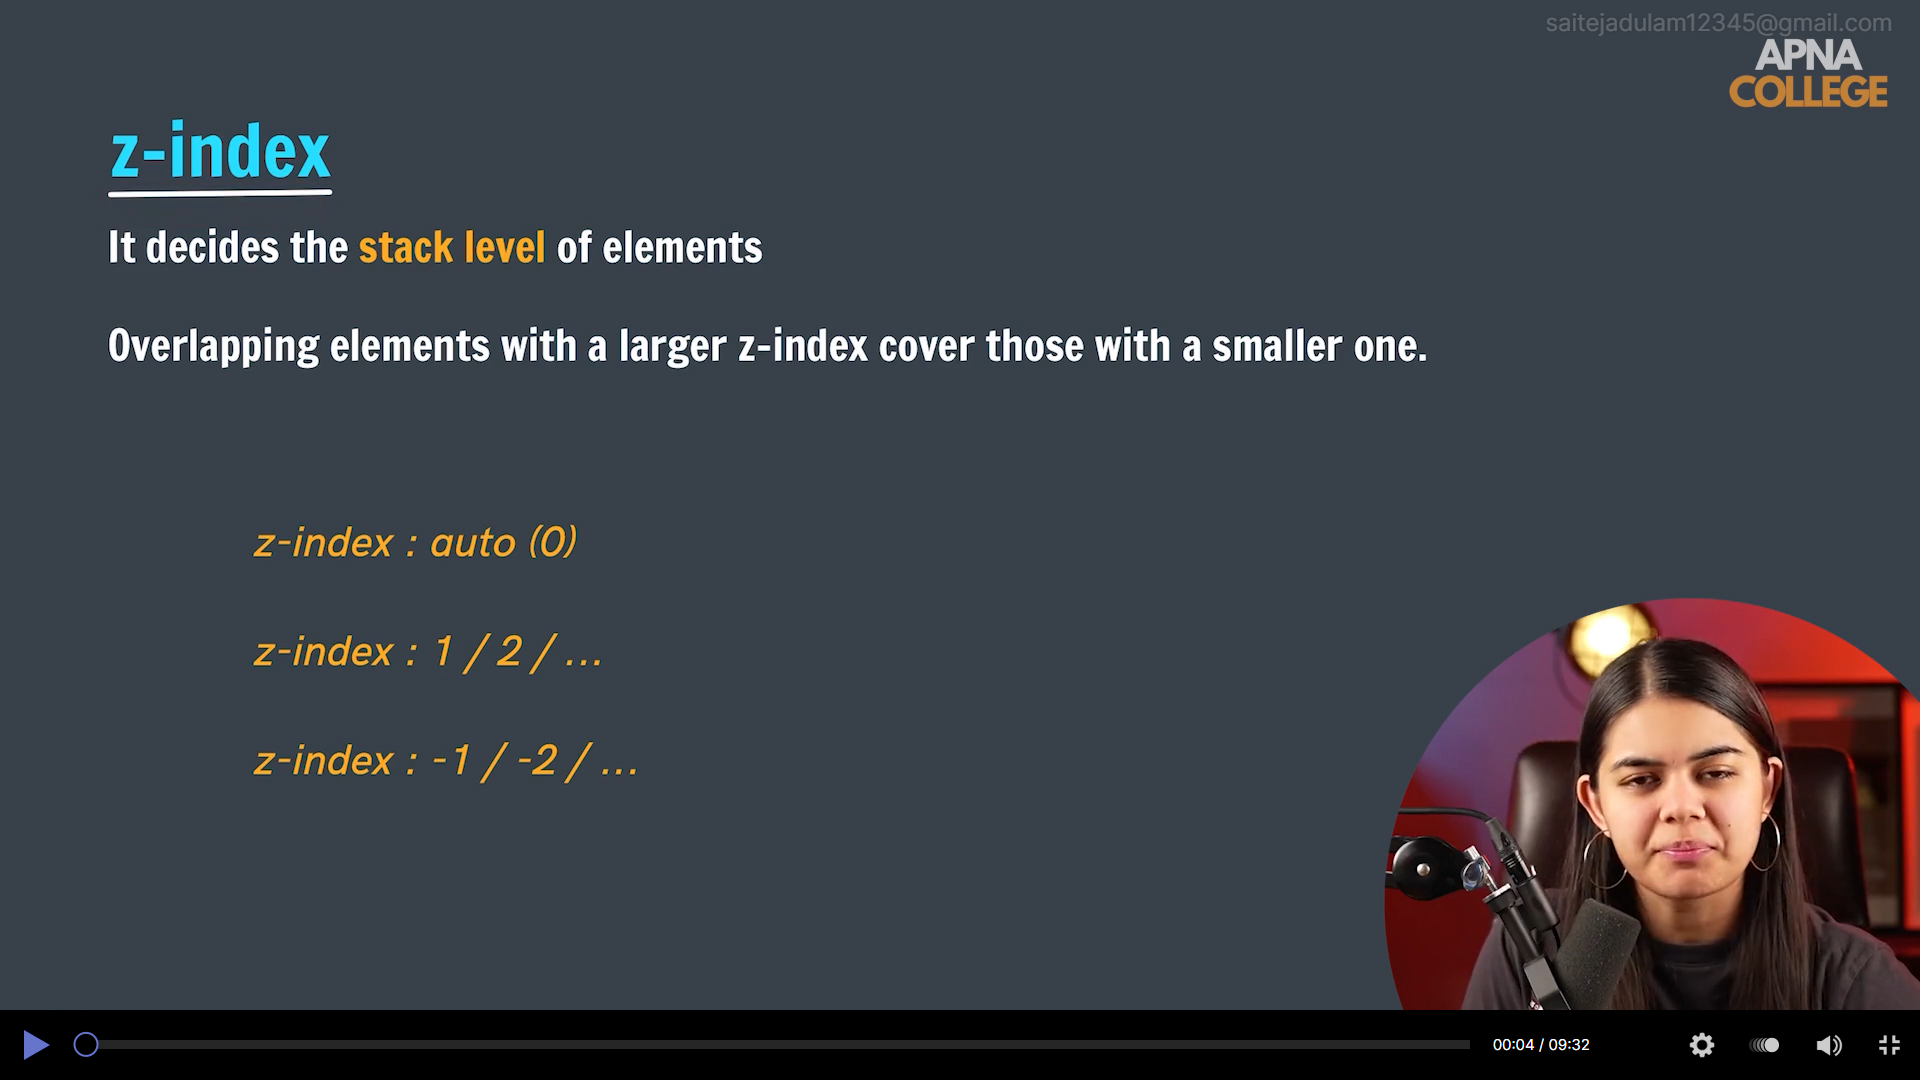 saitejadulam12345@gmail.com
APNA
COLLEGE
z-index
It decides the stack level of elements
Overlapping elements with a larger z-index cover those with a smaller one.
z-index : auto (0)
z-index : 1 / 2 / ...
z-index : -1 / -2 / ...
00:04 / 09:32